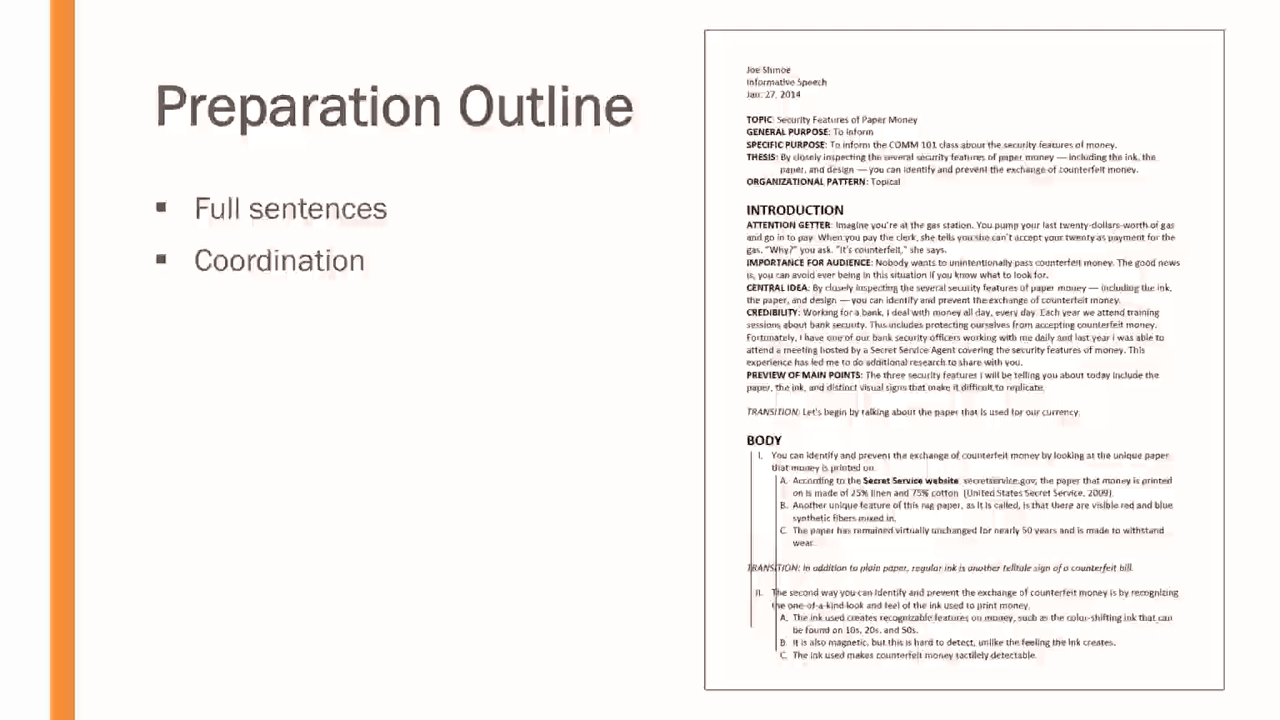 Preparation Outline
▪ Full sentences
▪ Coordination
Joe Shmoe
Informative Speech
Jan. 27, 2014
TOPIC: Security Features of Paper Money
GENERAL PURPOSE: To inform
SPECIFIC PURPOSE: To inform the COMM 101 class about the security features of money.
THESIS: By closely inspecting the several security features of paper money — including the ink, the
paper, and design — you can identify and prevent the exchange of counterfeit money.
ORGANIZATIONAL PATTERN: Topical
INTRODUCTION
ATTENTION GETTER: Imagine you're at the gas station. You pump your last twenty-dollars-worth of gas
and go in to pay. When you pay the clerk, she tells you she can't accept your twenty as payment for the
gas. "Why?" you ask. "It's counterfeit," she says.
IMPORTANCE FOR AUDIENCE: Nobody wants to unintentionally pass counterfeit money. The good news
is, you can avoid ever being in this situation if you know what to look for.
CENTRAL IDEA: By closely inspecting the several security features of paper money — including the ink,
the paper, and design — you can identify and prevent the exchange of counterfeit money.
CREDIBILITY: Working for a bank, I deal with money all day, every day. Each year we attend training
sessions about bank security. This includes protecting ourselves from accepting counterfeit money.
Fortunately, I have one of our bank security officers working with me daily and last year I was able to
attend a meeting hosted by a Secret Service Agent covering the security features of money. This
experience has led me to do additional research to share with you.
PREVIEW OF MAIN POINTS: The three security features I will be telling you about today include the
paper, the ink, and distinct visual signs that make it difficult to replicate.
TRANSITION: Let's begin by talking about the paper that is used for our currency.
BODY
I. You can identify and prevent the exchange of counterfeit money by looking at the unique paper
that money is printed on.
A. According to the Secret Service website, secretservice.gov, the paper that money is printed
on is made of 25% linen and 75% cotton (United States Secret Service, 2009).
B. Another unique feature of this rag paper, as it is called, is that there are visible red and blue
synthetic fibers mixed in.
C. The paper has remained virtually unchanged for nearly 50 years and is made to withstand
wear.
TRANSITION: In addition to plain paper, regular ink is another telltale sign of a counterfeit bill.
II. The second way you can identify and prevent the exchange of counterfeit money is by recognizing
the one-of-a-kind look and feel of the ink used to print money.
A. The ink used creates recognizable features on money, such as the color-shifting ink that can
be found on 10s, 20s, and 50s.
B. It is also magnetic, but this is hard to detect, unlike the feeling the ink creates.
C. The ink used makes counterfeit money tactilely detectable.